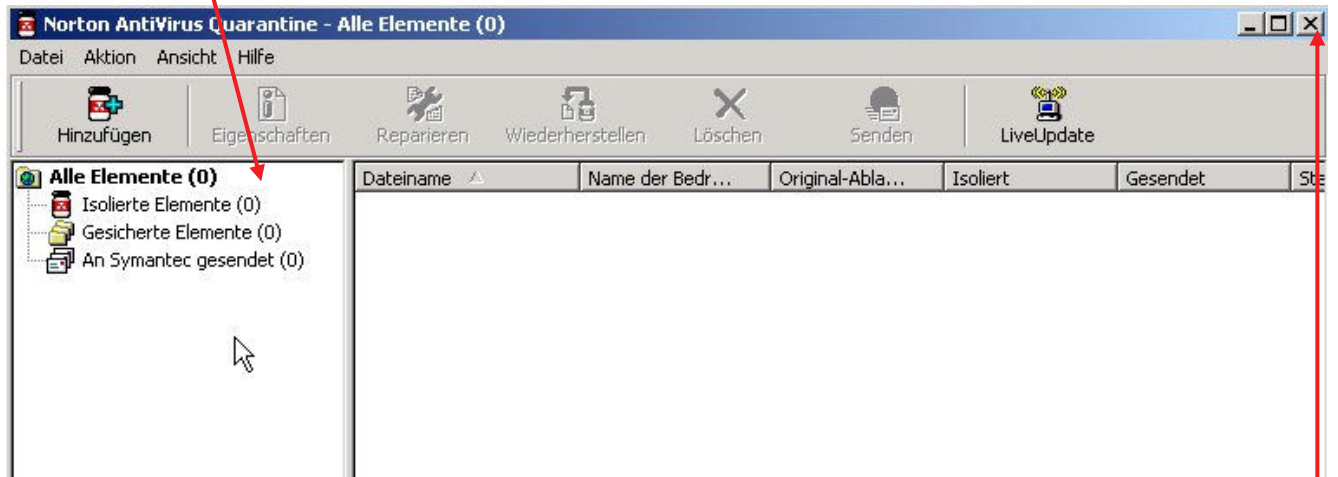 Norton AntiVirus Quarantine - Alle Elemente (0)
Datei Aktion Ansicht Hilfe
Hinzufügen Eigenschaften Reparieren Wiederherstellen Löschen Senden LiveUpdate
Alle Elemente (0)
Isolierte Elemente (0)
Gesicherte Elemente (0)
An Symantec gesendet (0)
Dateiname Name der Bedr... Original-Abla... Isoliert Gesendet